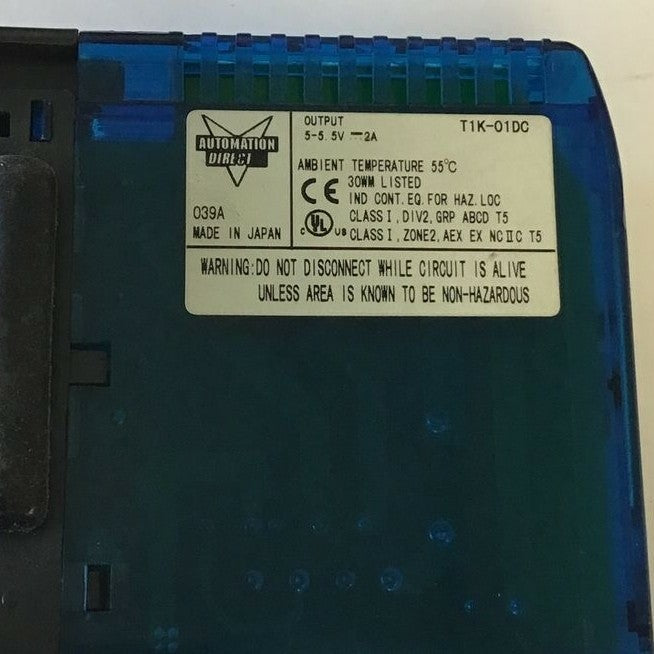 AUTOMATION
DIRECT
039A
MADE IN JAPAN
OUTPUT
5-5.5V ⎓2A
T1K-01DC
AMBIENT TEMPERATURE 55°C
CE 30WM LISTED
IND CONT. EQ. FOR HAZ. LOC
C UL US CLASS I, DIV2, GRP ABCD T5
CLASS I, ZONE2, AEX EX NCⅡC T5
WARNING:DO NOT DISCONNECT WHILE CIRCUIT IS ALIVE
UNLESS AREA IS KNOWN TO BE NON-HAZARDOUS